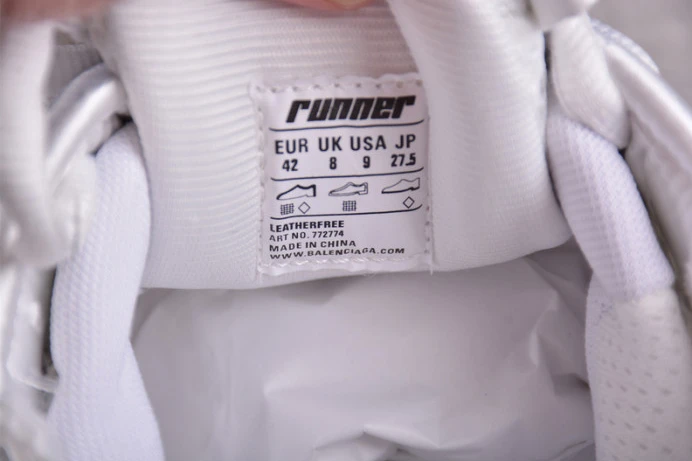 runner
EUR UK USA JP
42 8 9 27.5
LEATHERFREE
ART NO. 772774
MADE IN CHINA
WWW.BALENCIAGA.COM